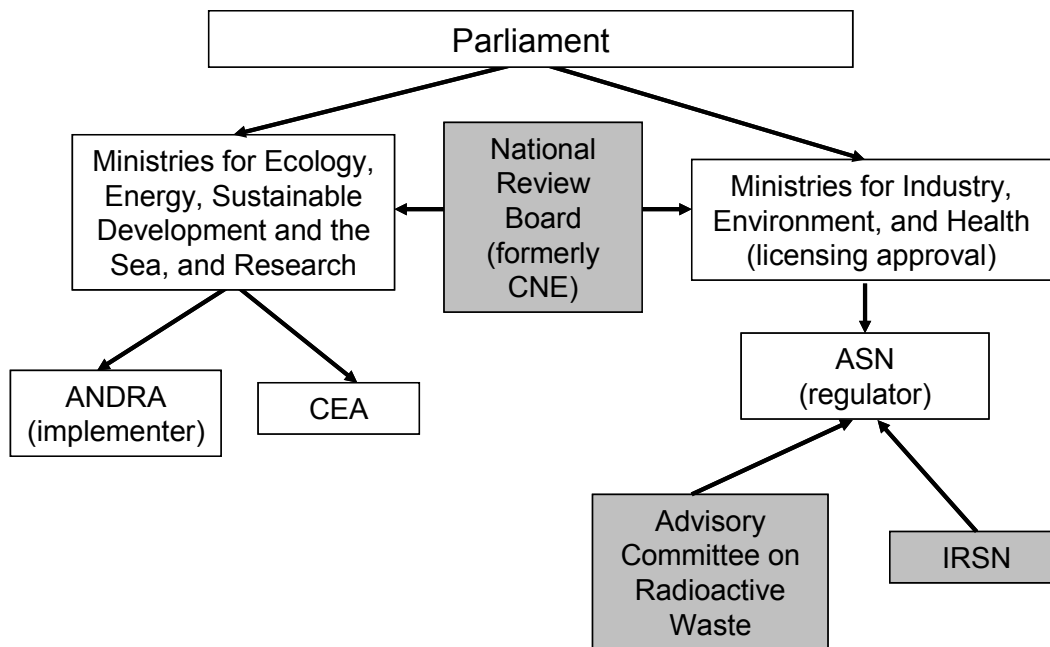 Parliament
Ministries for Ecology,
Energy, Sustainable
Development and the
Sea, and Research
National
Review
Board
(formerly
CNE)
Ministries for Industry,
Environment, and Health
(licensing approval)
ANDRA
(implementer)
CEA
ASN
(regulator)
Advisory
Committee on
Radioactive
Waste
IRSN